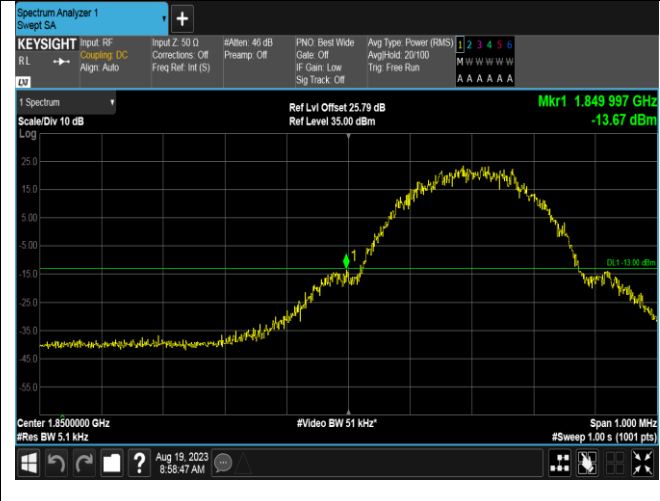 Spectrum Analyzer 1
Swept SA
+
KEYSIGHT Input: RF
RL
Coupling: DC
Align: Auto
LXI
Input Z: 50 Ω
Corrections: Off
Freq Ref: Int (S)
#Atten: 46 dB
Preamp: Off
PNO: Best Wide
Gate: Off
IF Gain: Low
Sig Track: Off
Avg Type: Power (RMS)
Avg|Hold: 20/100
Trig: Free Run
1 2 3 4 5 6
M W W W W W
A A A A A A
1 Spectrum
Scale/Div 10 dB
Log
Ref Lvl Offset 25.79 dB
Ref Level 35.00 dBm
Mkr1 1.849 997 GHz
-13.67 dBm
25.0
15.0
5.00
-5.00
-15.0
-25.0
-35.0
-45.0
-55.0
1
DL1 -13.00 dBm
Center 1.8500000 GHz
#Res BW 5.1 kHz
#Video BW 51 kHz*
Span 1.000 MHz
#Sweep 1.00 s (1001 pts)
?
Aug 19, 2023
8:58:47 AM